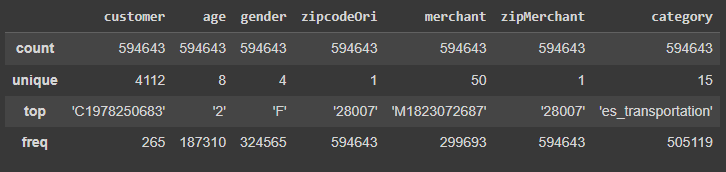 customer age gender zipcodeOri merchant zipMerchant category
count 594643 594643 594643 594643 594643 594643 594643
unique 4112 8 4 1 50 1 15
top 'C1978250683' '2' 'F' '28007' 'M1823072687' '28007' 'es_transportation'
freq 265 187310 324565 594643 299693 594643 505119